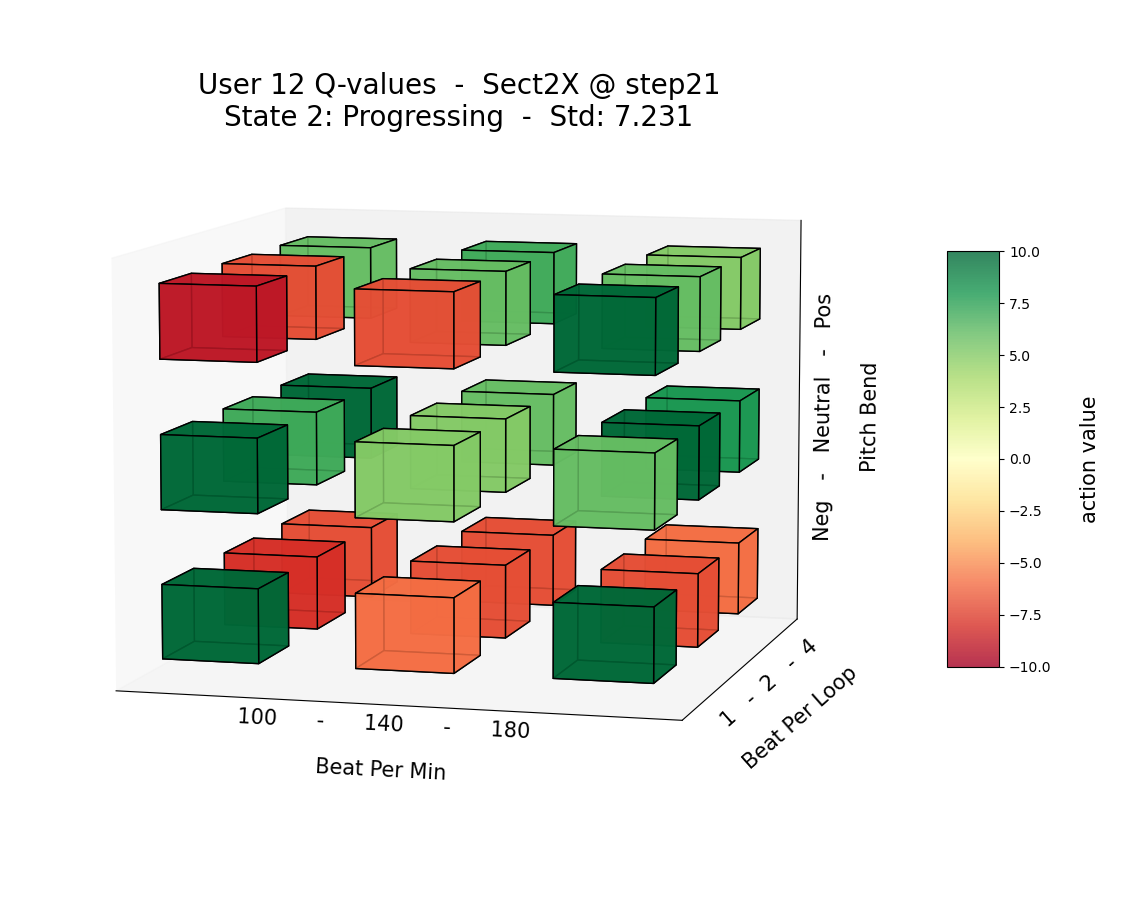 User 12 Q-values  -  Sect2X @ step21
State 2: Progressing  -  Std: 7.231
Neg   -   Neutral   -   Pos
Pitch Bend
1  -  2  -  4
Beat Per Loop
100     -     140     -     180
Beat Per Min
10.0
7.5
5.0
2.5
0.0
−2.5
−5.0
−7.5
−10.0
action value